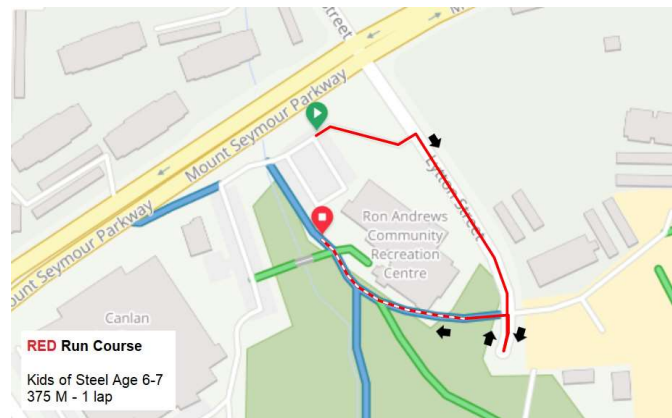 Street
M
Mount Seymour Parkway
Lytton Street
Mount Seymour Parkway
Ron Andrews
Community
Recreation
Centre
Canlan
RED Run Course
Kids of Steel Age 6-7
375 M - 1 lap